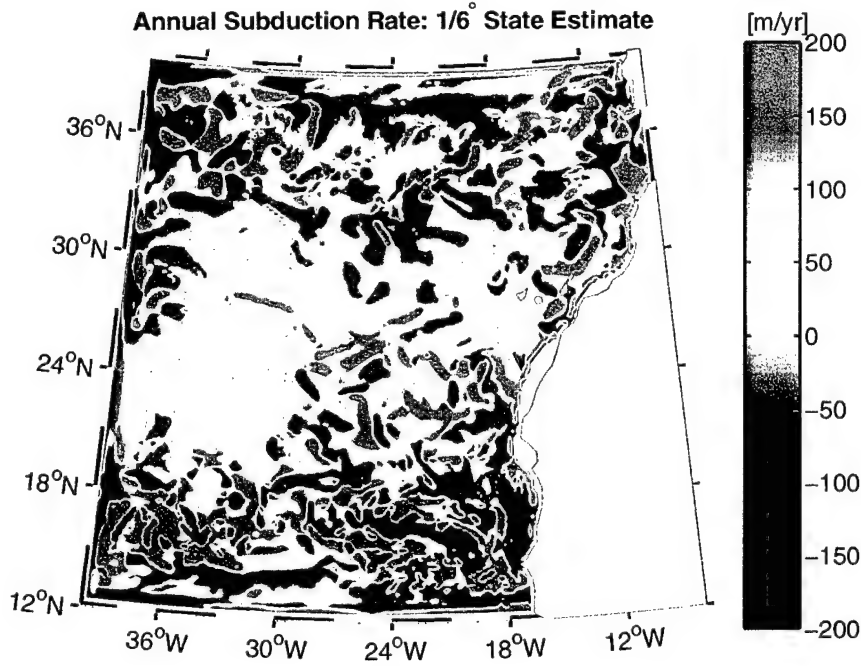 Annual Subduction Rate: 1/6° State Estimate
[m/yr]
200
150
100
50
0
−50
−100
−150
−200
36°N
30°N
24°N
18°N
12°N
36°W
30°W
24°W
18°W
12°W